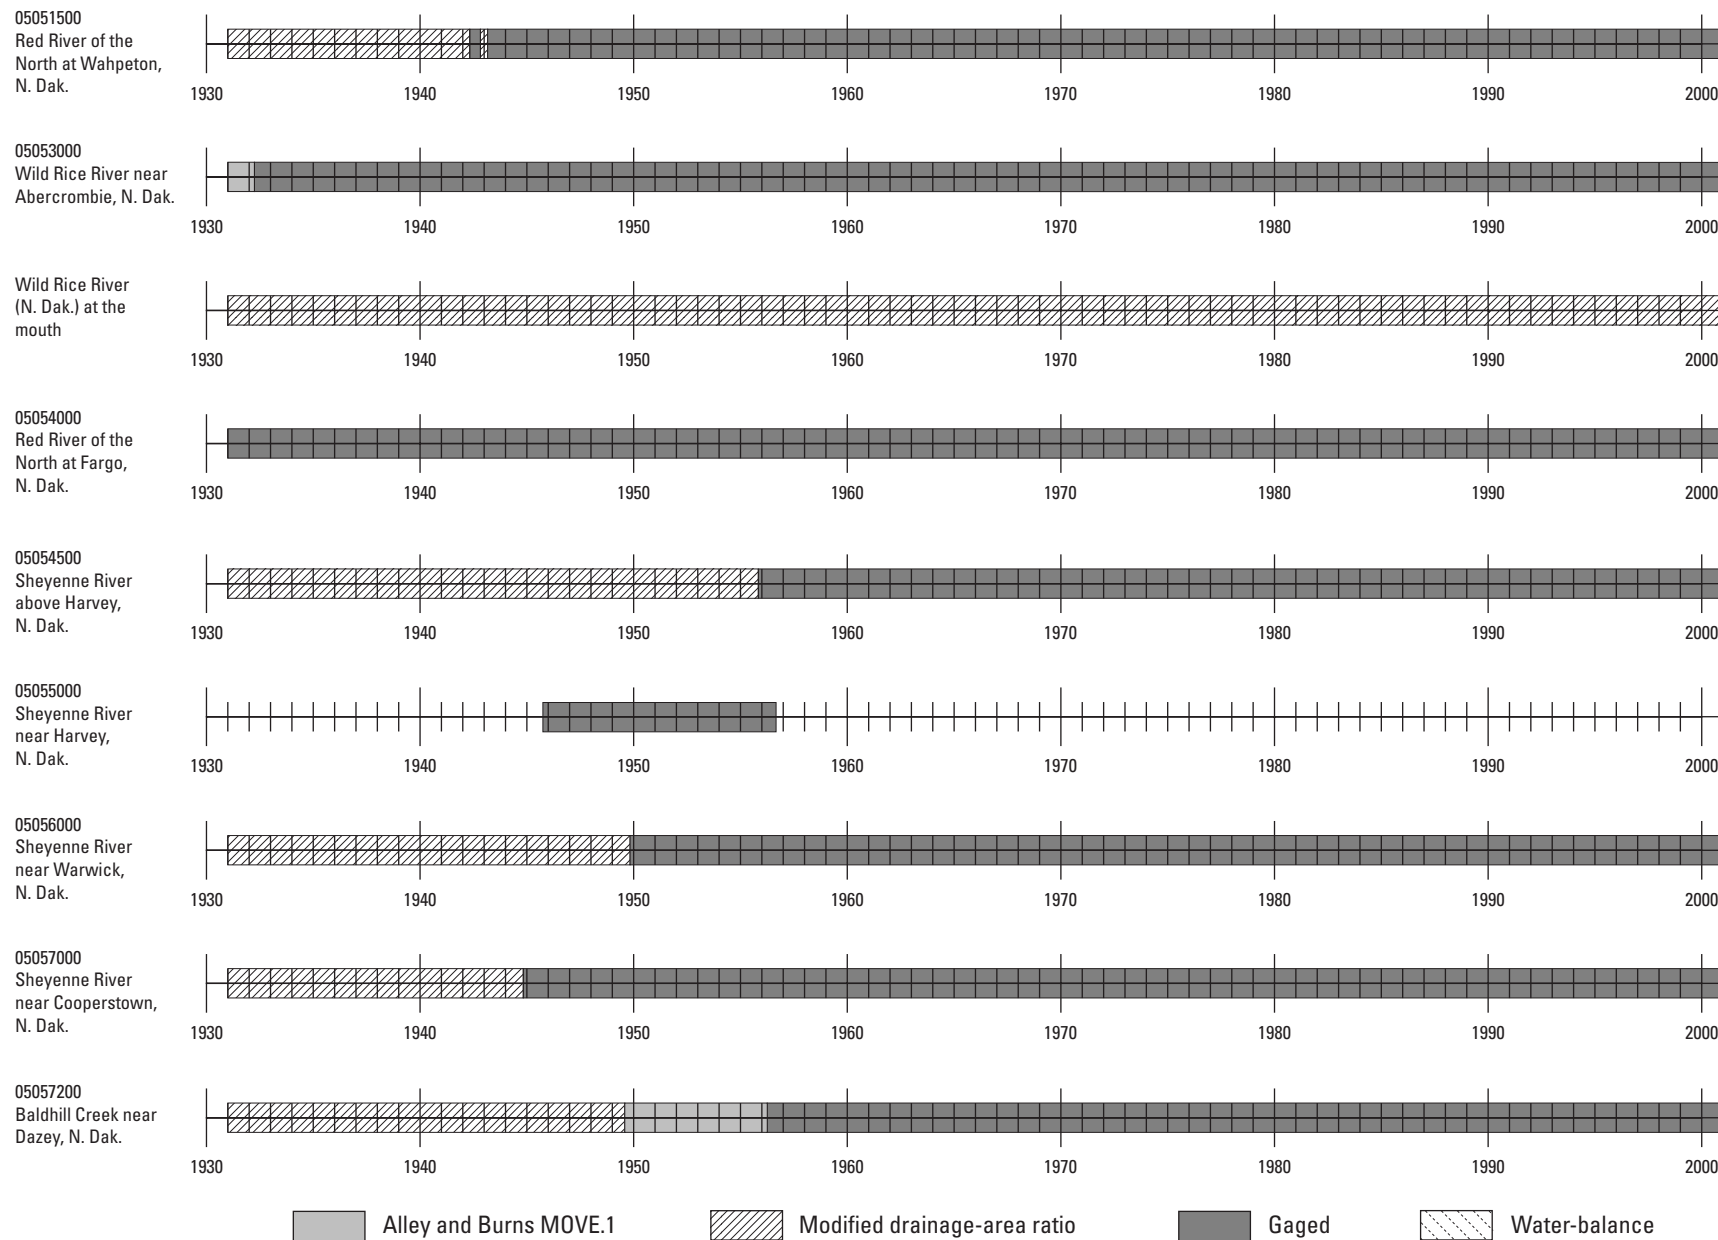 05051500
Red River of the
North at Wahpeton,
N. Dak.
1930 1940 1950 1960 1970 1980 1990 2000
05053000
Wild Rice River near
Abercrombie, N. Dak.
1930 1940 1950 1960 1970 1980 1990 2000
Wild Rice River
(N. Dak.) at the
mouth
1930 1940 1950 1960 1970 1980 1990 2000
05054000
Red River of the
North at Fargo,
N. Dak.
1930 1940 1950 1960 1970 1980 1990 2000
05054500
Sheyenne River
above Harvey,
N. Dak.
1930 1940 1950 1960 1970 1980 1990 2000
05055000
Sheyenne River
near Harvey,
N. Dak.
1930 1940 1950 1960 1970 1980 1990 2000
05056000
Sheyenne River
near Warwick,
N. Dak.
1930 1940 1950 1960 1970 1980 1990 2000
05057000
Sheyenne River
near Cooperstown,
N. Dak.
1930 1940 1950 1960 1970 1980 1990 2000
05057200
Baldhill Creek near
Dazey, N. Dak.
1930 1940 1950 1960 1970 1980 1990 2000
Alley and Burns MOVE.1 Modified drainage-area ratio Gaged Water-balance